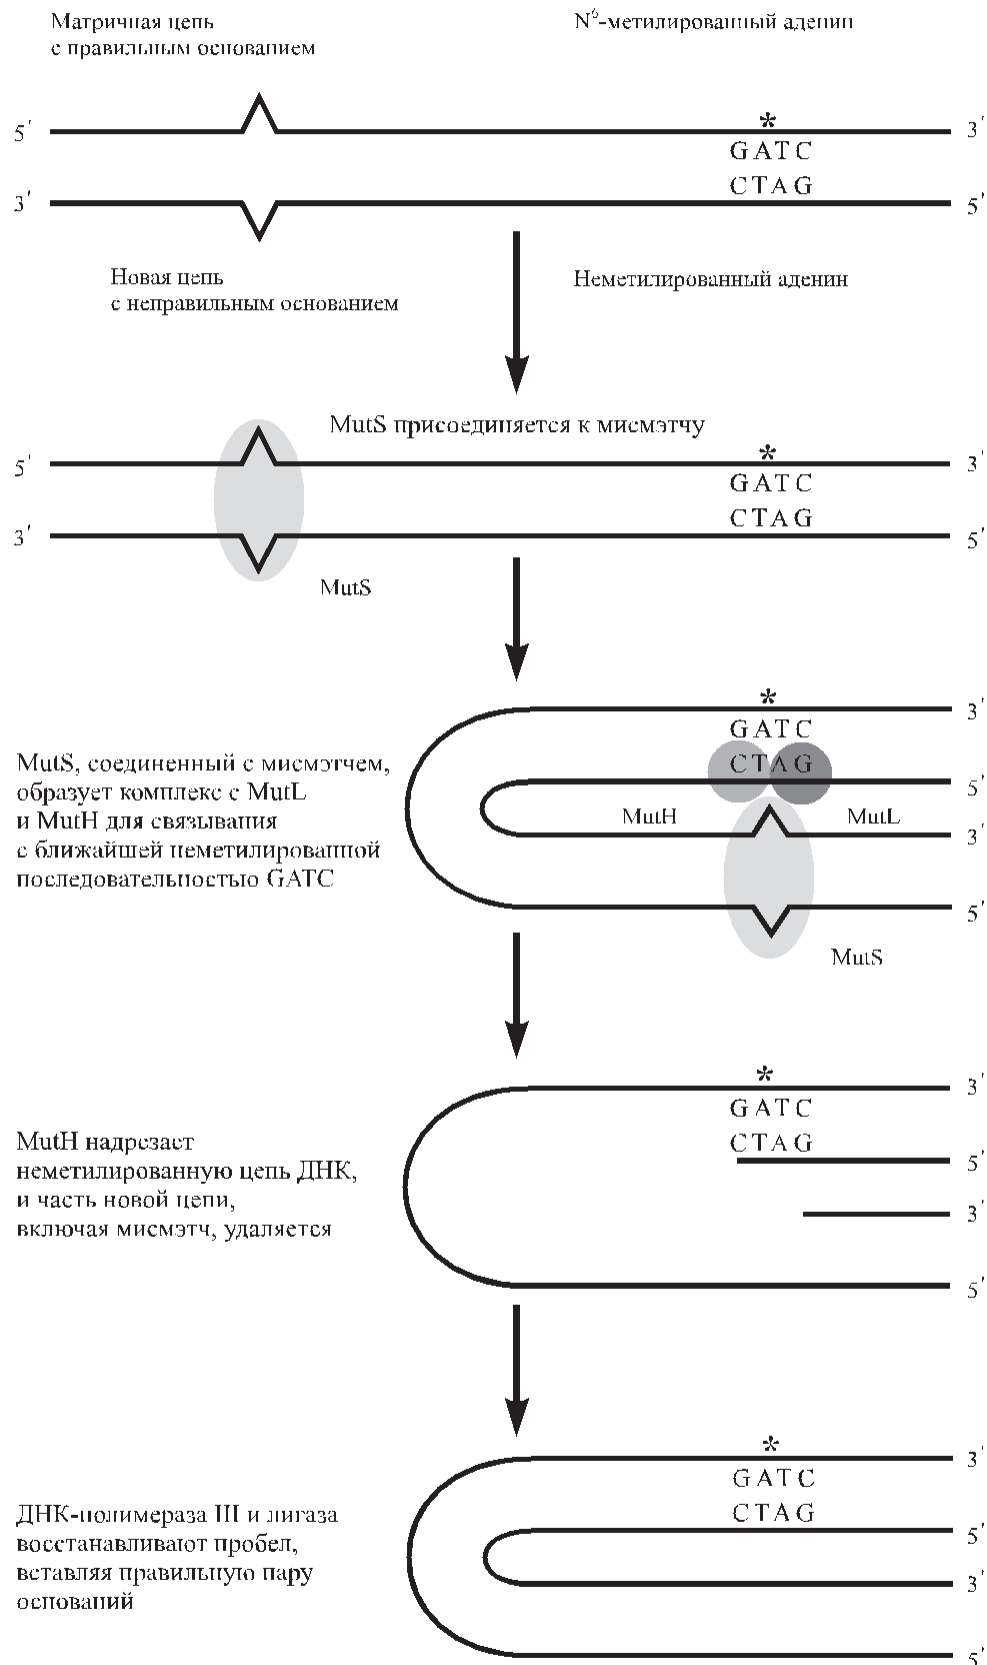 Матричная цепь
с правильным основанием
N⁶-метилированный аденин
5′
*
3′
GATC
CTAG
3′
5′
Новая цепь
с неправильным основанием
Неметилированный аденин
MutS присоединяется к мисмэтчу
5′
*
3′
GATC
CTAG
3′
5′
MutS
*
3′
GATC
CTAG
5′
MutS, соединенный с мисмэтчем,
образует комплекс с MutL
и MutH для связывания
с ближайшей неметилированной
последовательностью GATC
MutH
MutL
3′
5′
MutS
*
3′
GATC
CTAG
5′
MutH надрезает
неметилированную цепь ДНК,
и часть новой цепи,
включая мисмэтч, удаляется
3′
5′
*
3′
GATC
CTAG
5′
ДНК-полимераза III и лигаза
восстанавливают пробел,
вставляя правильную пару
оснований
3′
5′